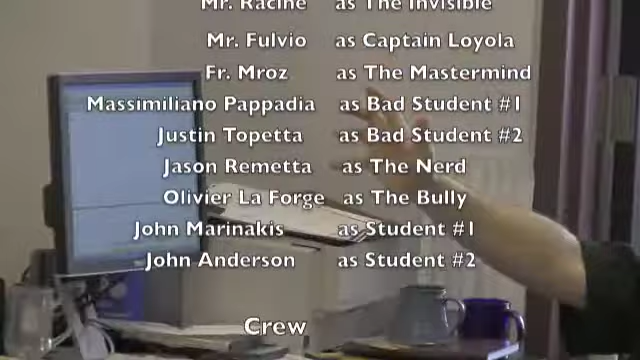 Mr. Racine as The Invisible
Mr. Fulvio as Captain Loyola
Fr. Mroz as The Mastermind
Massimiliano Pappadia as Bad Student #1
Justin Topetta as Bad Student #2
Jason Remetta as The Nerd
Olivier La Forge as The Bully
John Marinakis as Student #1
John Anderson as Student #2
Crew